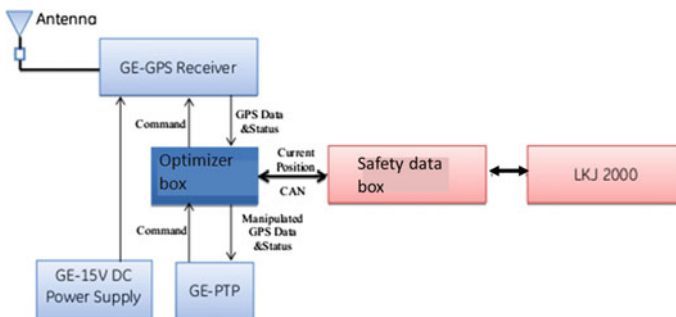 Antenna
GE-GPS Receiver
Command
GPS Data
&Status
Optimizer
box
Current
Position
CAN
Safety data
box
LKJ 2000
Command
Manipulated
GPS Data
&Status
GE-15V DC
Power Supply
GE-PTP